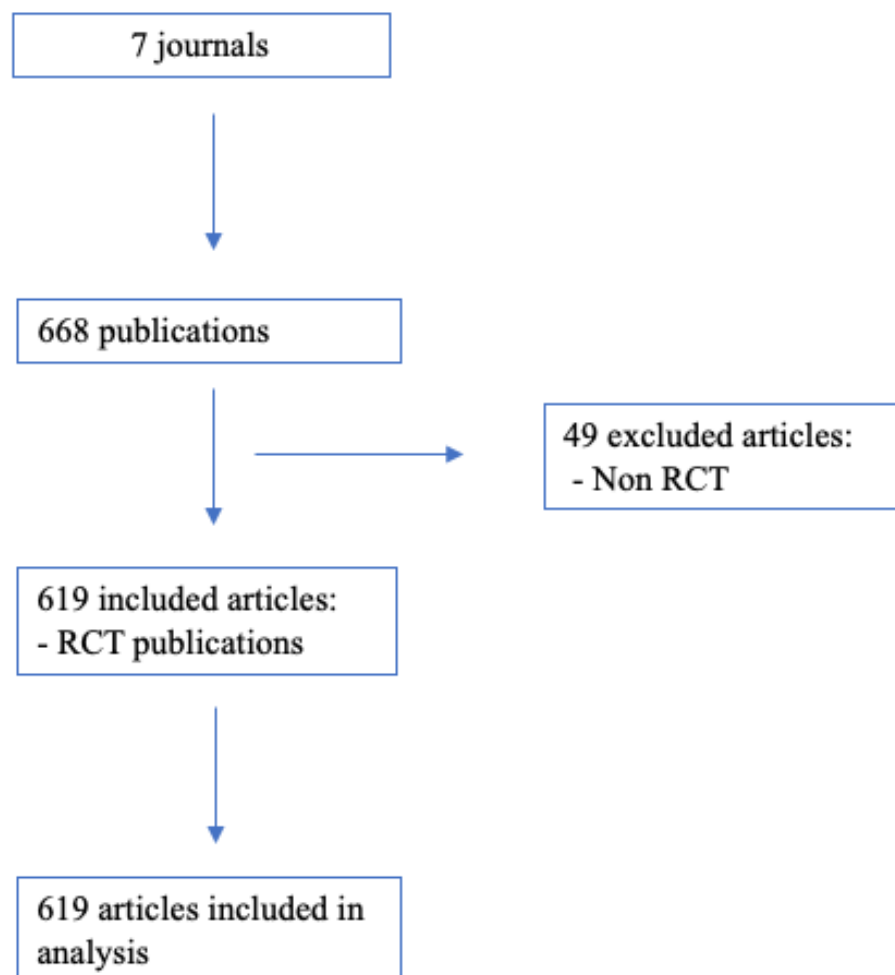 7 journals
668 publications
49 excluded articles:
- Non RCT
619 included articles:
- RCT publications
619 articles included in
analysis